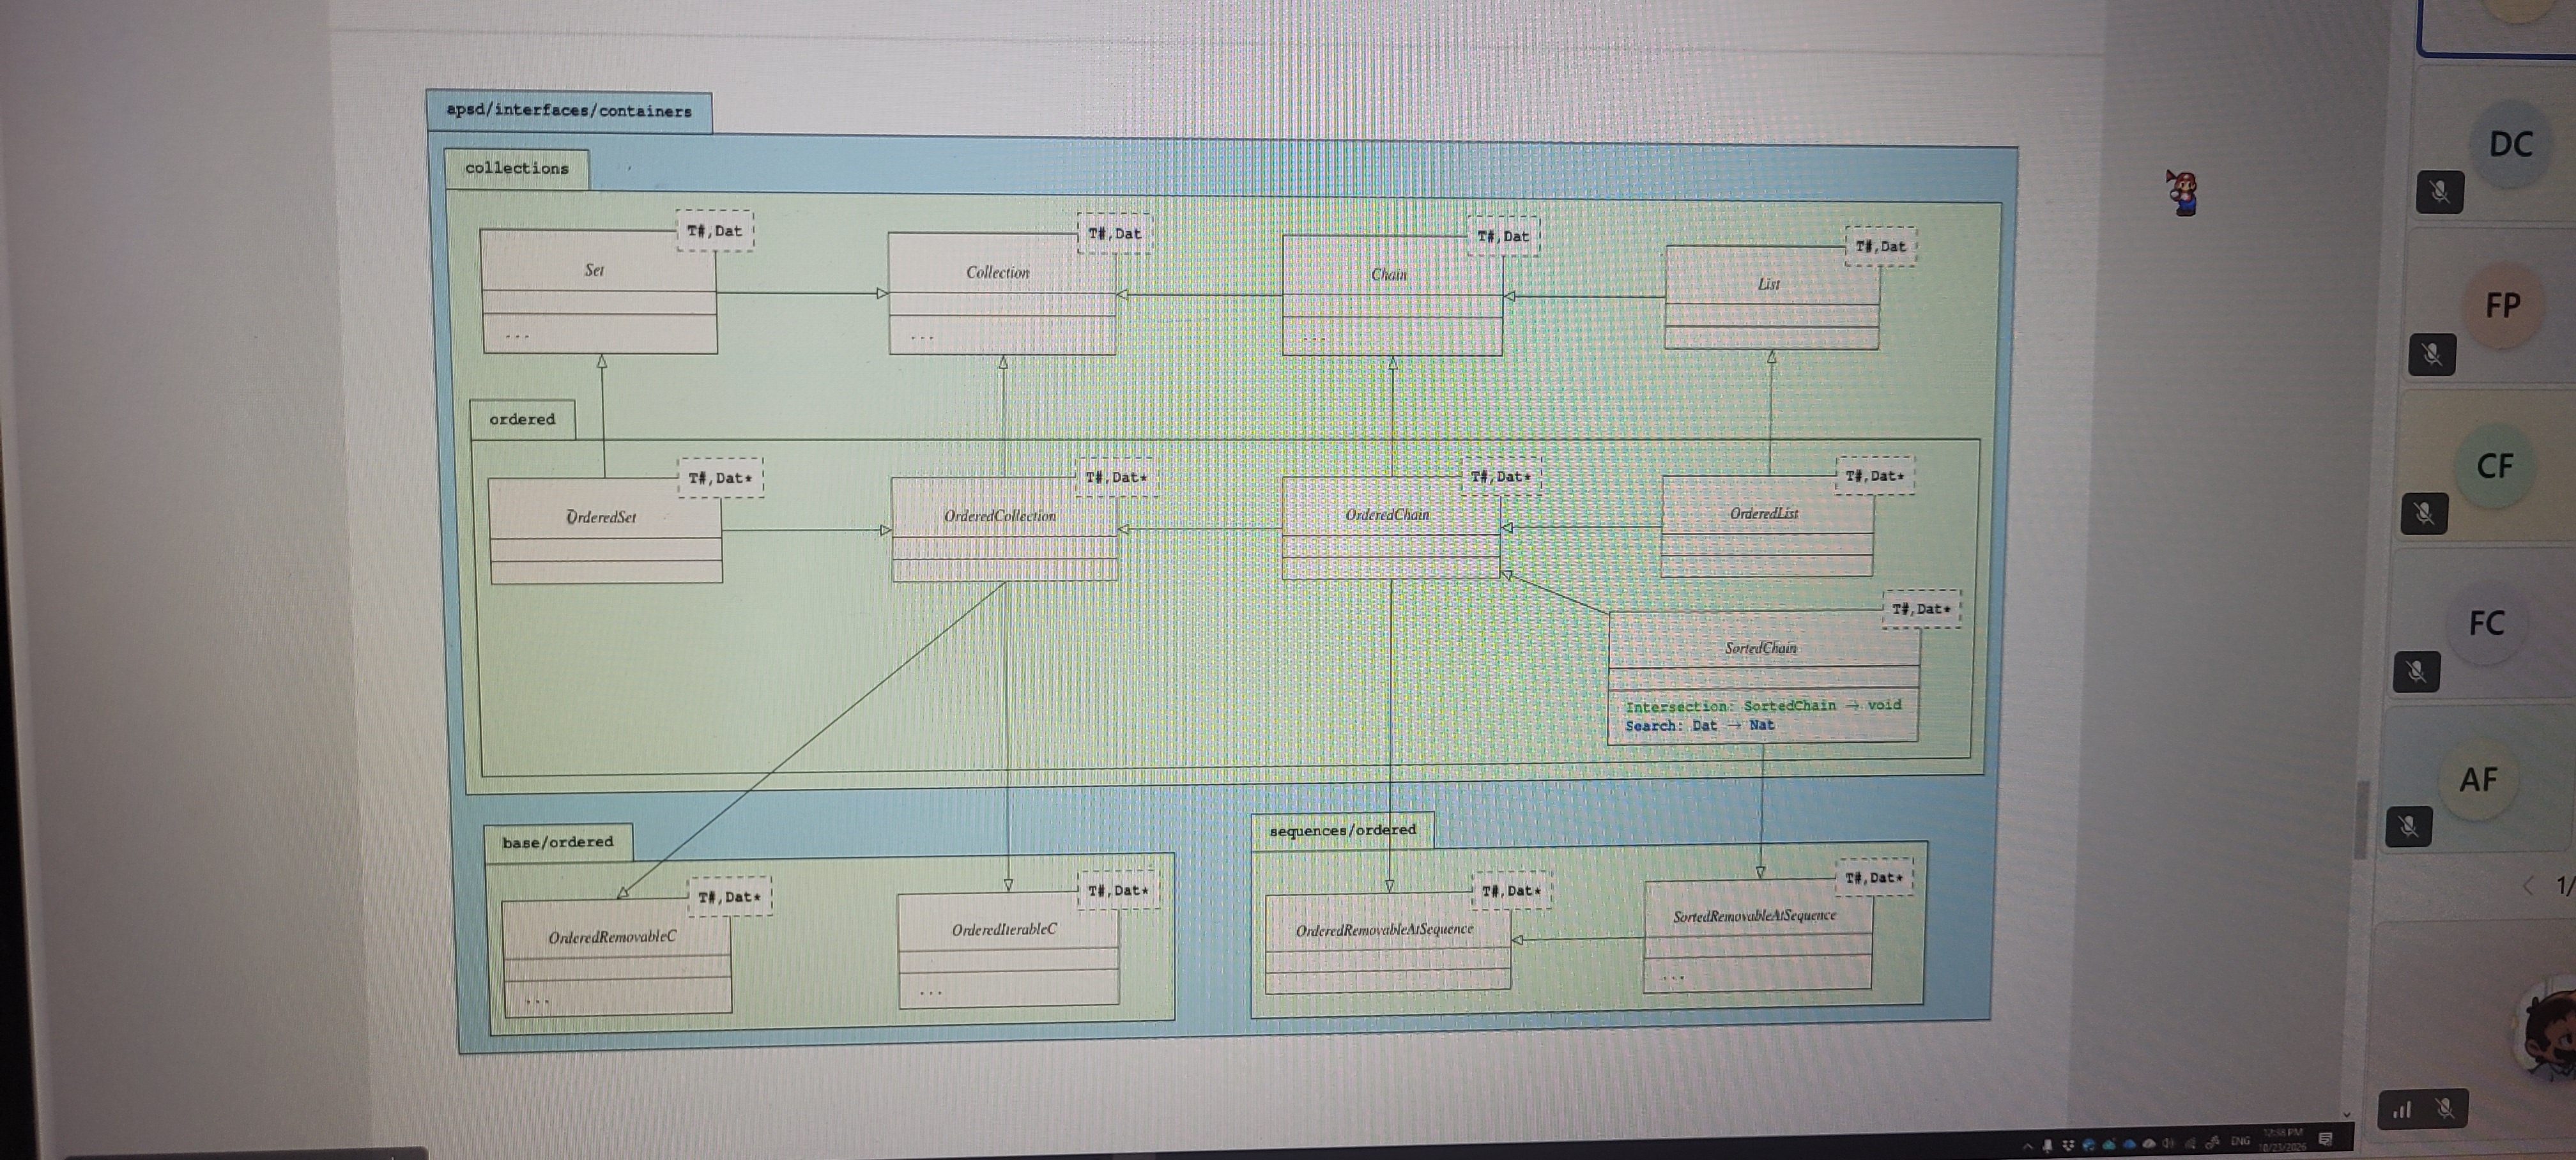 apsd/interfaces/containers
collections
T#,Dat
Set
...
T#,Dat
Collection
...
T#,Dat
Chain
...
T#,Dat
List
ordered
T#,Dat*
OrderedSet
T#,Dat*
OrderedCollection
T#,Dat*
OrderedChain
T#,Dat*
OrderedList
T#,Dat*
SortedChain
Intersection: SortedChain → void
Search: Dat → Nat
base/ordered
T#,Dat*
OrderedRemovableC
...
T#,Dat*
OrderedIterableC
...
sequences/ordered
T#,Dat*
OrderedRemovableAtSequence
T#,Dat*
SortedRemovableAtSequence
...
DC
FP
CF
FC
AF
1/
ENG